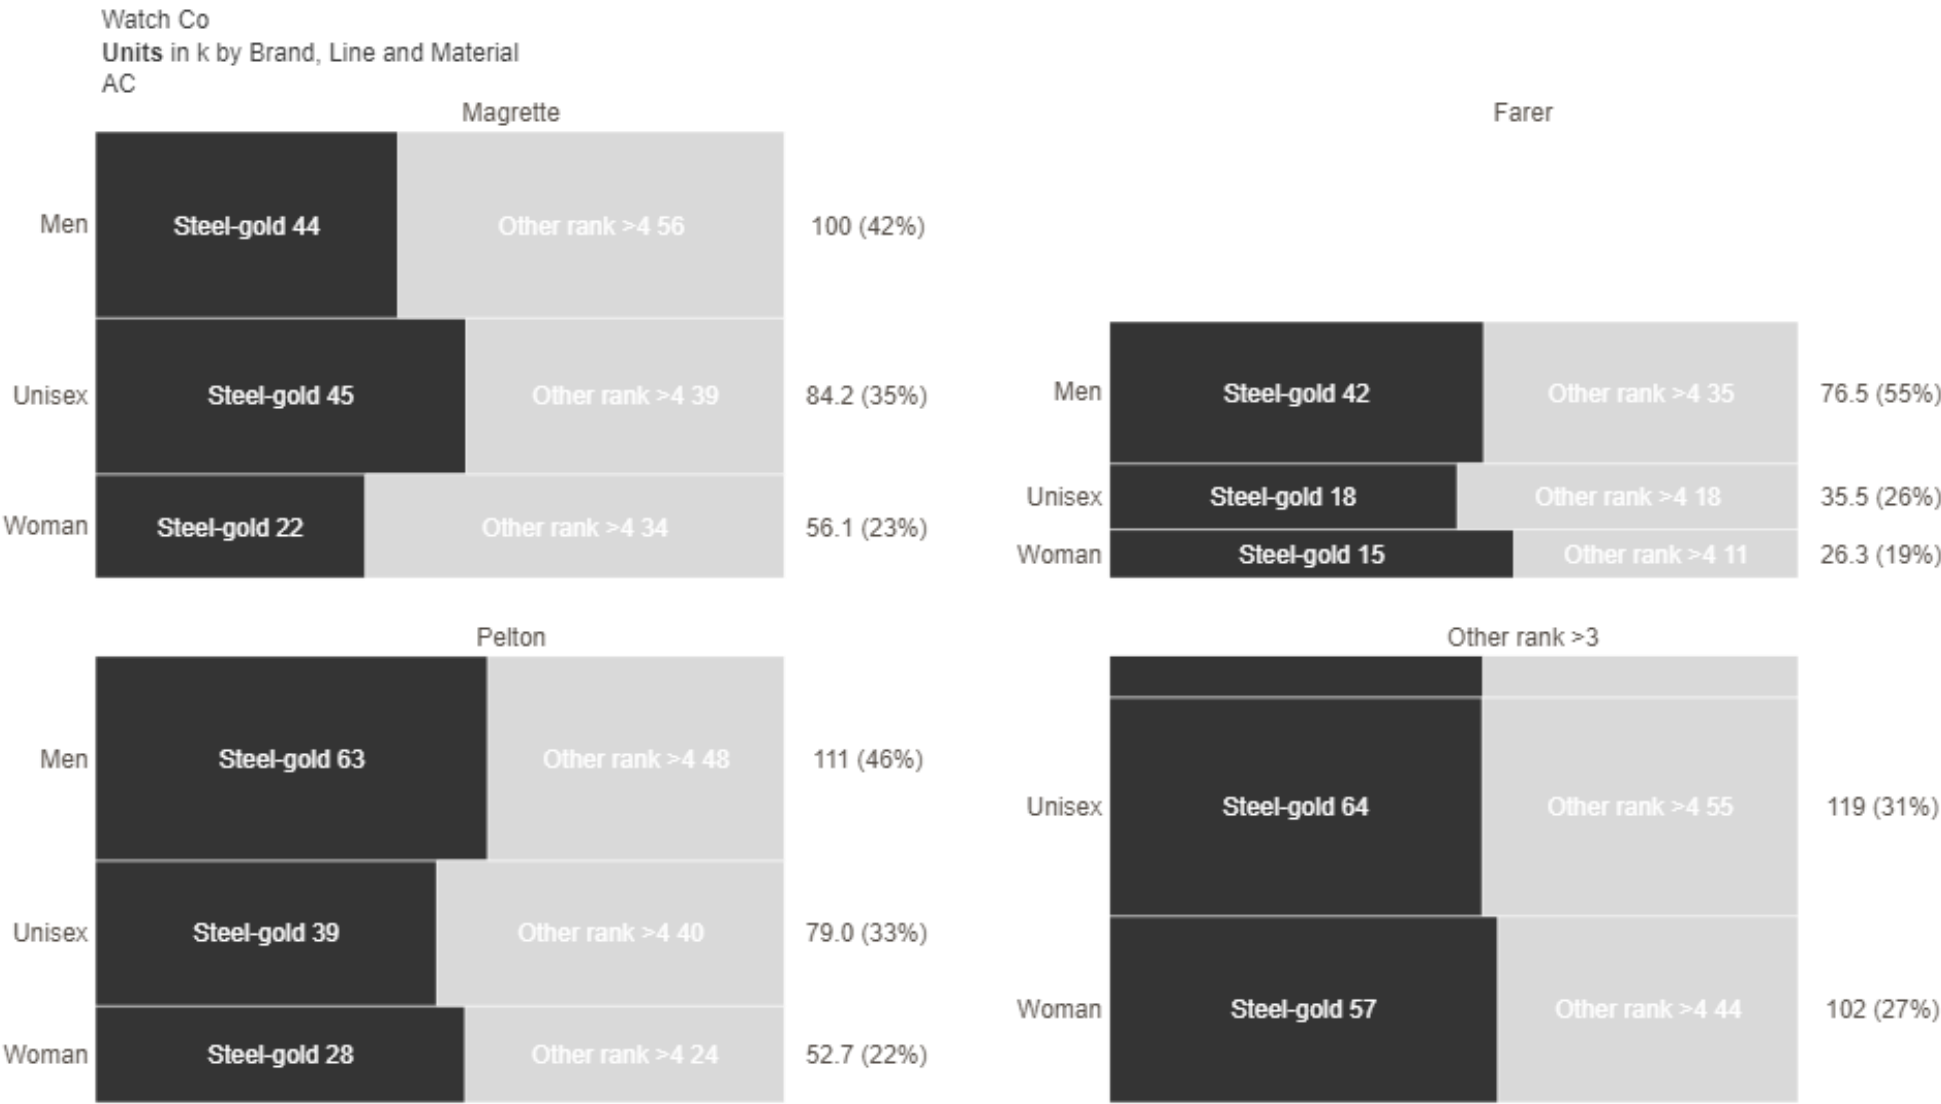 Watch Co
Units in k by Brand, Line and Material
AC
Magrette
Men Steel-gold 44 Other rank >4 56 100 (42%)
Unisex Steel-gold 45 Other rank >4 39 84.2 (35%)
Woman Steel-gold 22 Other rank >4 34 56.1 (23%)
Farer
Men Steel-gold 42 Other rank >4 35 76.5 (55%)
Unisex Steel-gold 18 Other rank >4 18 35.5 (26%)
Woman Steel-gold 15 Other rank >4 11 26.3 (19%)
Pelton
Men Steel-gold 63 Other rank >4 48 111 (46%)
Unisex Steel-gold 39 Other rank >4 40 79.0 (33%)
Woman Steel-gold 28 Other rank >4 24 52.7 (22%)
Other rank >3
Unisex Steel-gold 64 Other rank >4 55 119 (31%)
Woman Steel-gold 57 Other rank >4 44 102 (27%)